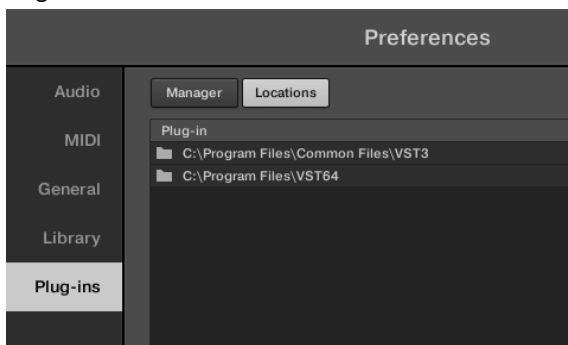 Preferences
Audio
MIDI
General
Library
Plug-ins
Manager
Locations
Plug-in
C:\Program Files\Common Files\VST3
C:\Program Files\VST64